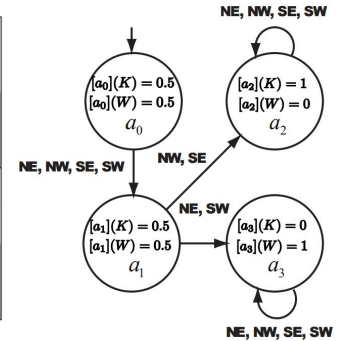 NE, NW, SE, SW
[a₀](K) = 0.5
[a₀](W) = 0.5
a₀
[a₂](K) = 1
[a₂](W) = 0
a₂
NE, NW, SE, SW
NW, SE
NE, SW
[a₁](K) = 0.5
[a₁](W) = 0.5
a₁
[a₃](K) = 0
[a₃](W) = 1
a₃
NE, NW, SE, SW